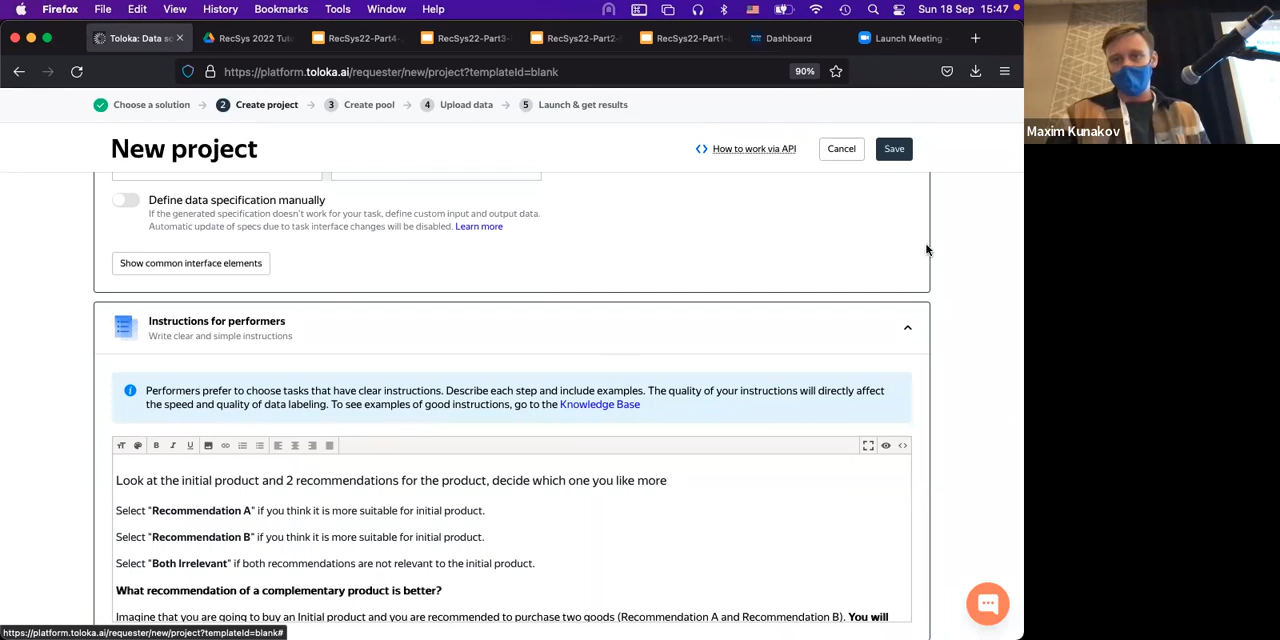 Firefox File Edit View History Bookmarks Tools Window Help Sun 18 Sep 15:47
Toloka: Data so RecSys 2022 Tuto RecSys22-Part4- RecSys22-Part3- RecSys22-Part2- RecSys22-Part1- Dashboard Launch Meeting -
https://platform.toloka.ai/requester/new/project?templateId=blank 90%
Choose a solution 2 Create project 3 Create pool 4 Upload data 5 Launch & get results
New project How to work via API Cancel Save
Define data specification manually
If the generated specification doesn't work for your task, define custom input and output data.
Automatic update of specs due to task interface changes will be disabled. Learn more
Show common interface elements
Instructions for performers
Write clear and simple instructions
Performers prefer to choose tasks that have clear instructions. Describe each step and include examples. The quality of your instructions will directly affect
the speed and quality of data labeling. To see examples of good instructions, go to the Knowledge Base
Look at the initial product and 2 recommendations for the product, decide which one you like more
Select "Recommendation A" if you think it is more suitable for initial product.
Select "Recommendation B" if you think it is more suitable for initial product.
Select "Both Irrelevant" if both recommendations are not relevant to the initial product.
What recommendation of a complementary product is better?
Imagine that you are going to buy an Initial product and you are recommended to purchase two goods (Recommendation A and Recommendation B). You will
https://platform.toloka.ai/requester/new/project?templateId=blank#
Maxim Kunakov